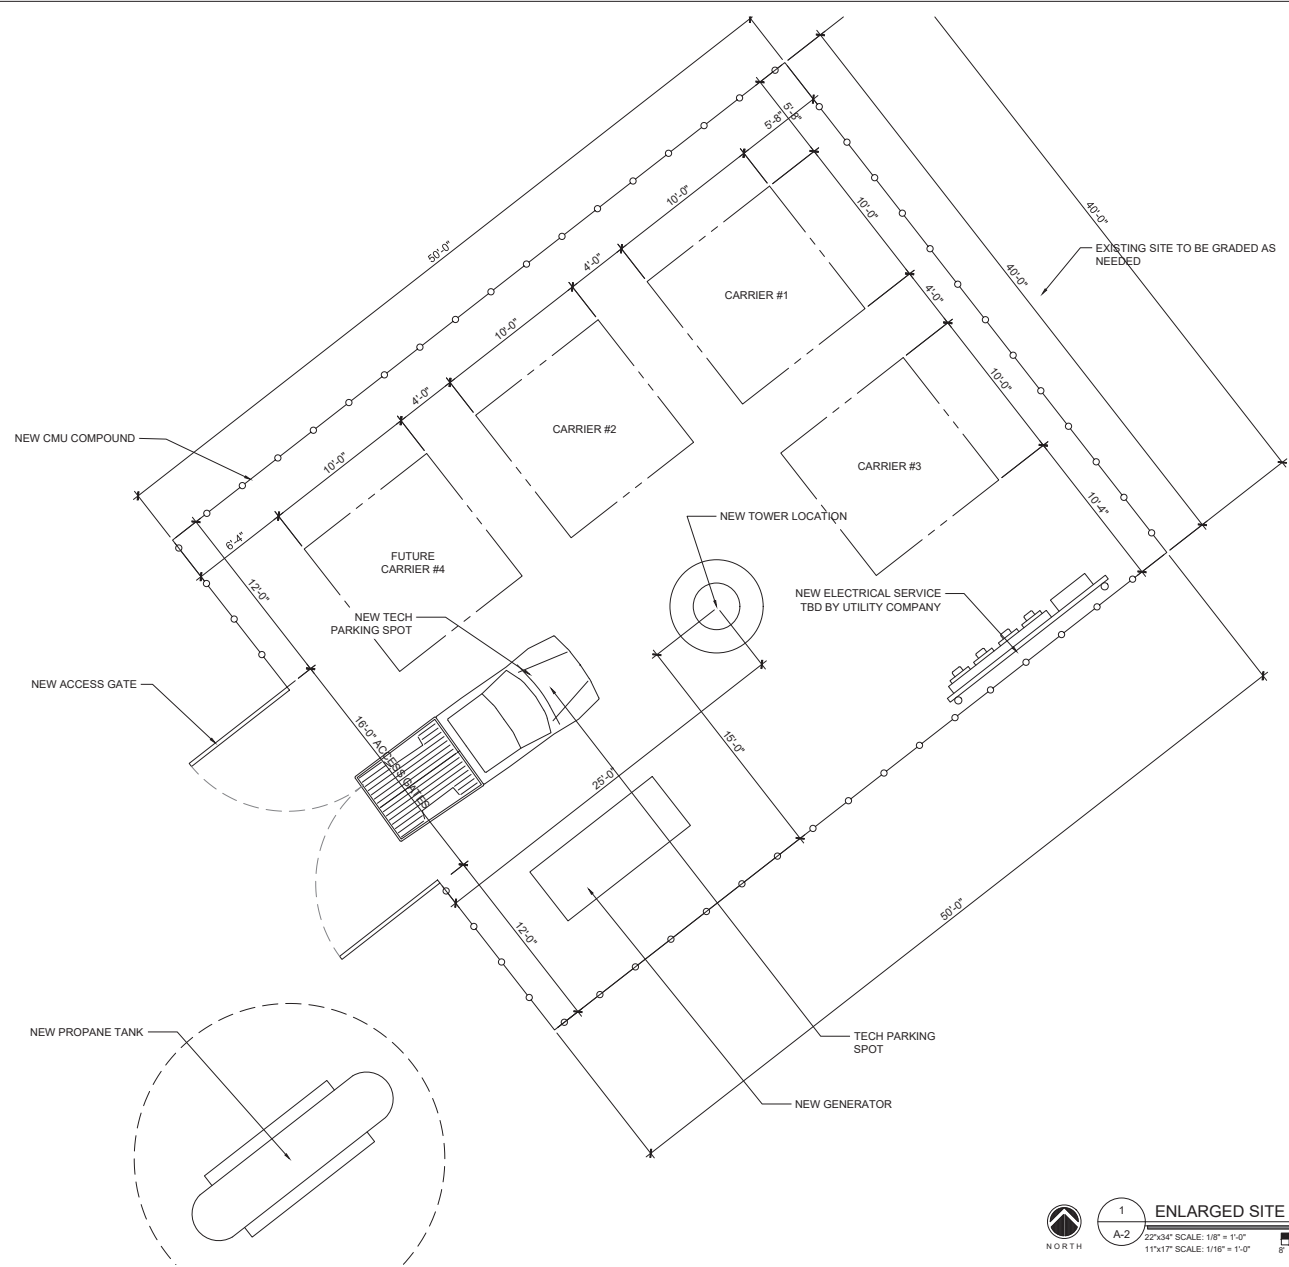 50'-0"
5'-8"
5'-8"
10'-0"
10'-0"
40'-0"
EXISTING SITE TO BE GRADED AS
NEEDED
4'-0"
40'-0"
4'-0"
CARRIER #1
10'-0"
10'-0"
4'-0"
CARRIER #2
NEW CMU COMPOUND
10'-0"
CARRIER #3
10'-4"
NEW TOWER LOCATION
6'-4"
FUTURE
CARRIER #4
12'-0"
NEW ELECTRICAL SERVICE
TBD BY UTILITY COMPANY
NEW TECH
PARKING SPOT
NEW ACCESS GATE
16'-0" ACCESS GATES
15'-0"
25'-0"
50'-0"
12'-0"
NEW PROPANE TANK
TECH PARKING
SPOT
NEW GENERATOR
NORTH
1
A-2
ENLARGED SITE
22"x34" SCALE: 1/8" = 1'-0"
11"x17" SCALE: 1/16" = 1'-0"
8'